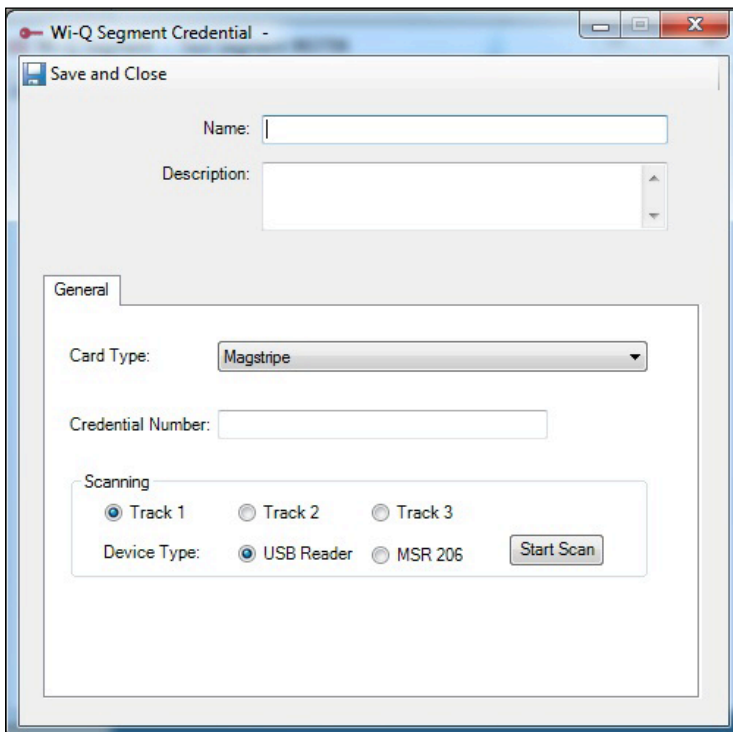 Wi-Q Segment Credential -
Save and Close
Name:
Description:
General
Card Type: Magstripe
Credential Number:
Scanning
Track 1 Track 2 Track 3
Device Type: USB Reader MSR 206 Start Scan